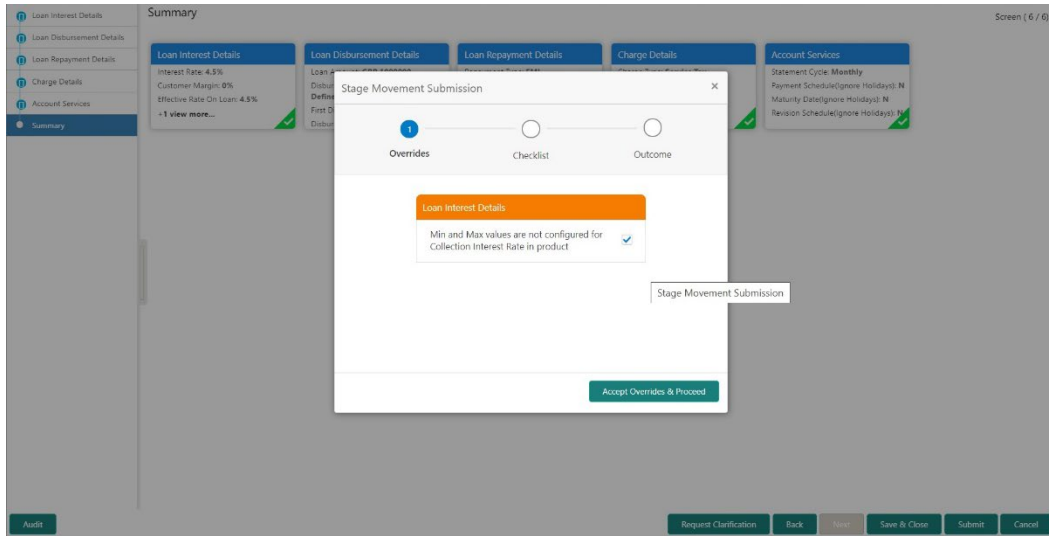 Loan Interest Details
Loan Disbursement Details
Loan Repayment Details
Charge Details
Account Services
Summary
Summary
Screen ( 6 / 6)
Loan Interest Details
Interest Rate: 4.5%
Customer Margin: 0%
Effective Rate On Loan: 4.5%
+1 view more...
Loan Disbursement Details
Loan Amount: GBP 1000000
First D
Loan Repayment Details
Charge Details
Account Services
Statement Cycle: Monthly
Payment Schedule(Ignore Holidays): N
Maturity Date(Ignore Holidays): N
Revision Schedule(Ignore Holidays): N
Stage Movement Submission
×
1
Overrides
Checklist
Outcome
Loan Interest Details
Min and Max values are not configured for
Collection Interest Rate in product
Stage Movement Submission
Accept Overrides & Proceed
Audit
Request Clarification
Back
Next
Save & Close
Submit
Cancel